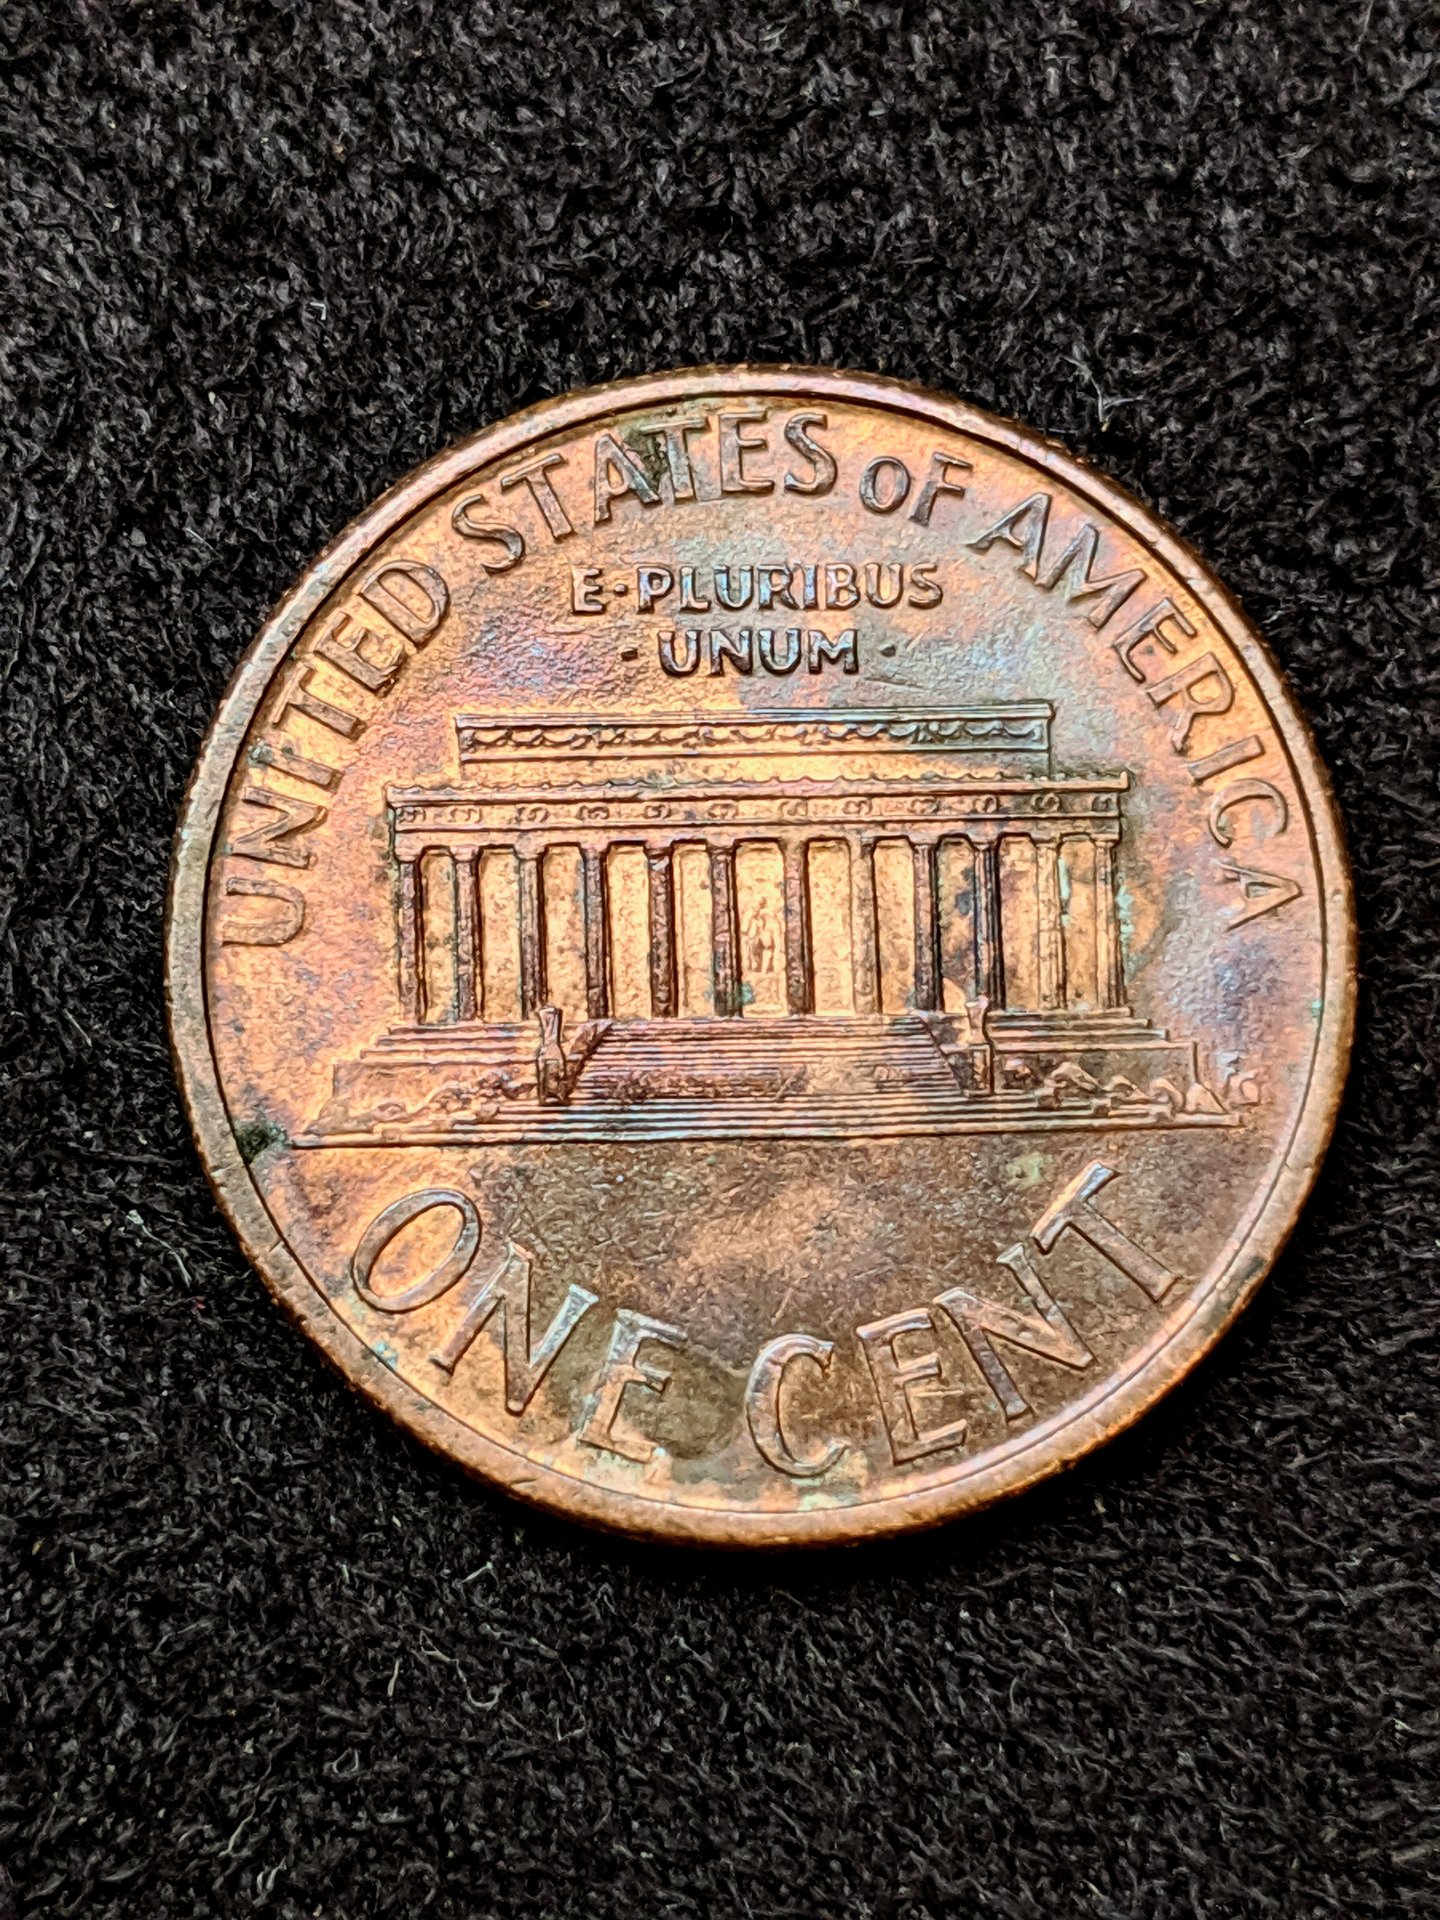 UNITED STATES OF AMERICA
E·PLURIBUS
·UNUM·
ONE CENT